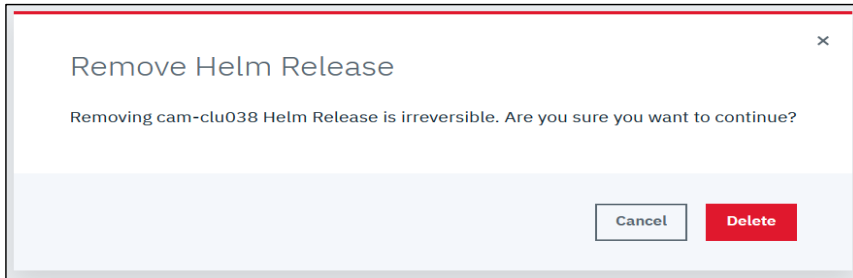 ×
Remove Helm Release
Removing cam-clu038 Helm Release is irreversible. Are you sure you want to continue?
Cancel Delete